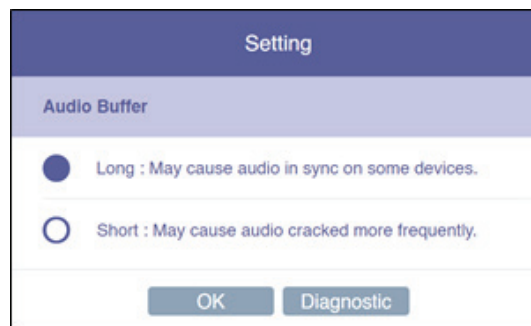 Setting
Audio Buffer
Long : May cause audio in sync on some devices.
Short : May cause audio cracked more frequently.
OK Diagnostic